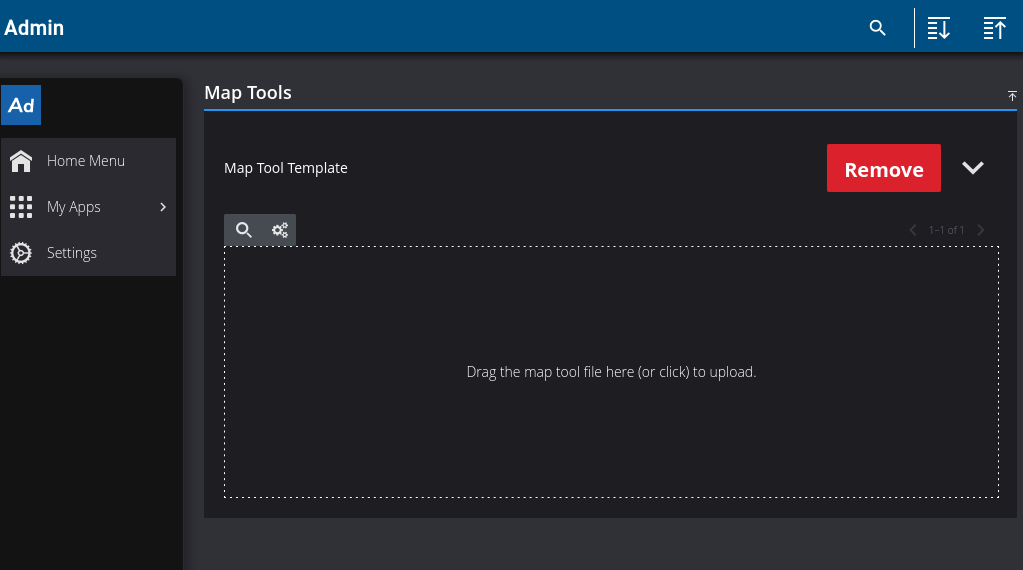 Admin
Ad
Home Menu
My Apps
Settings
Map Tools
Map Tool Template
Remove
1–1 of 1
Drag the map tool file here (or click) to upload.